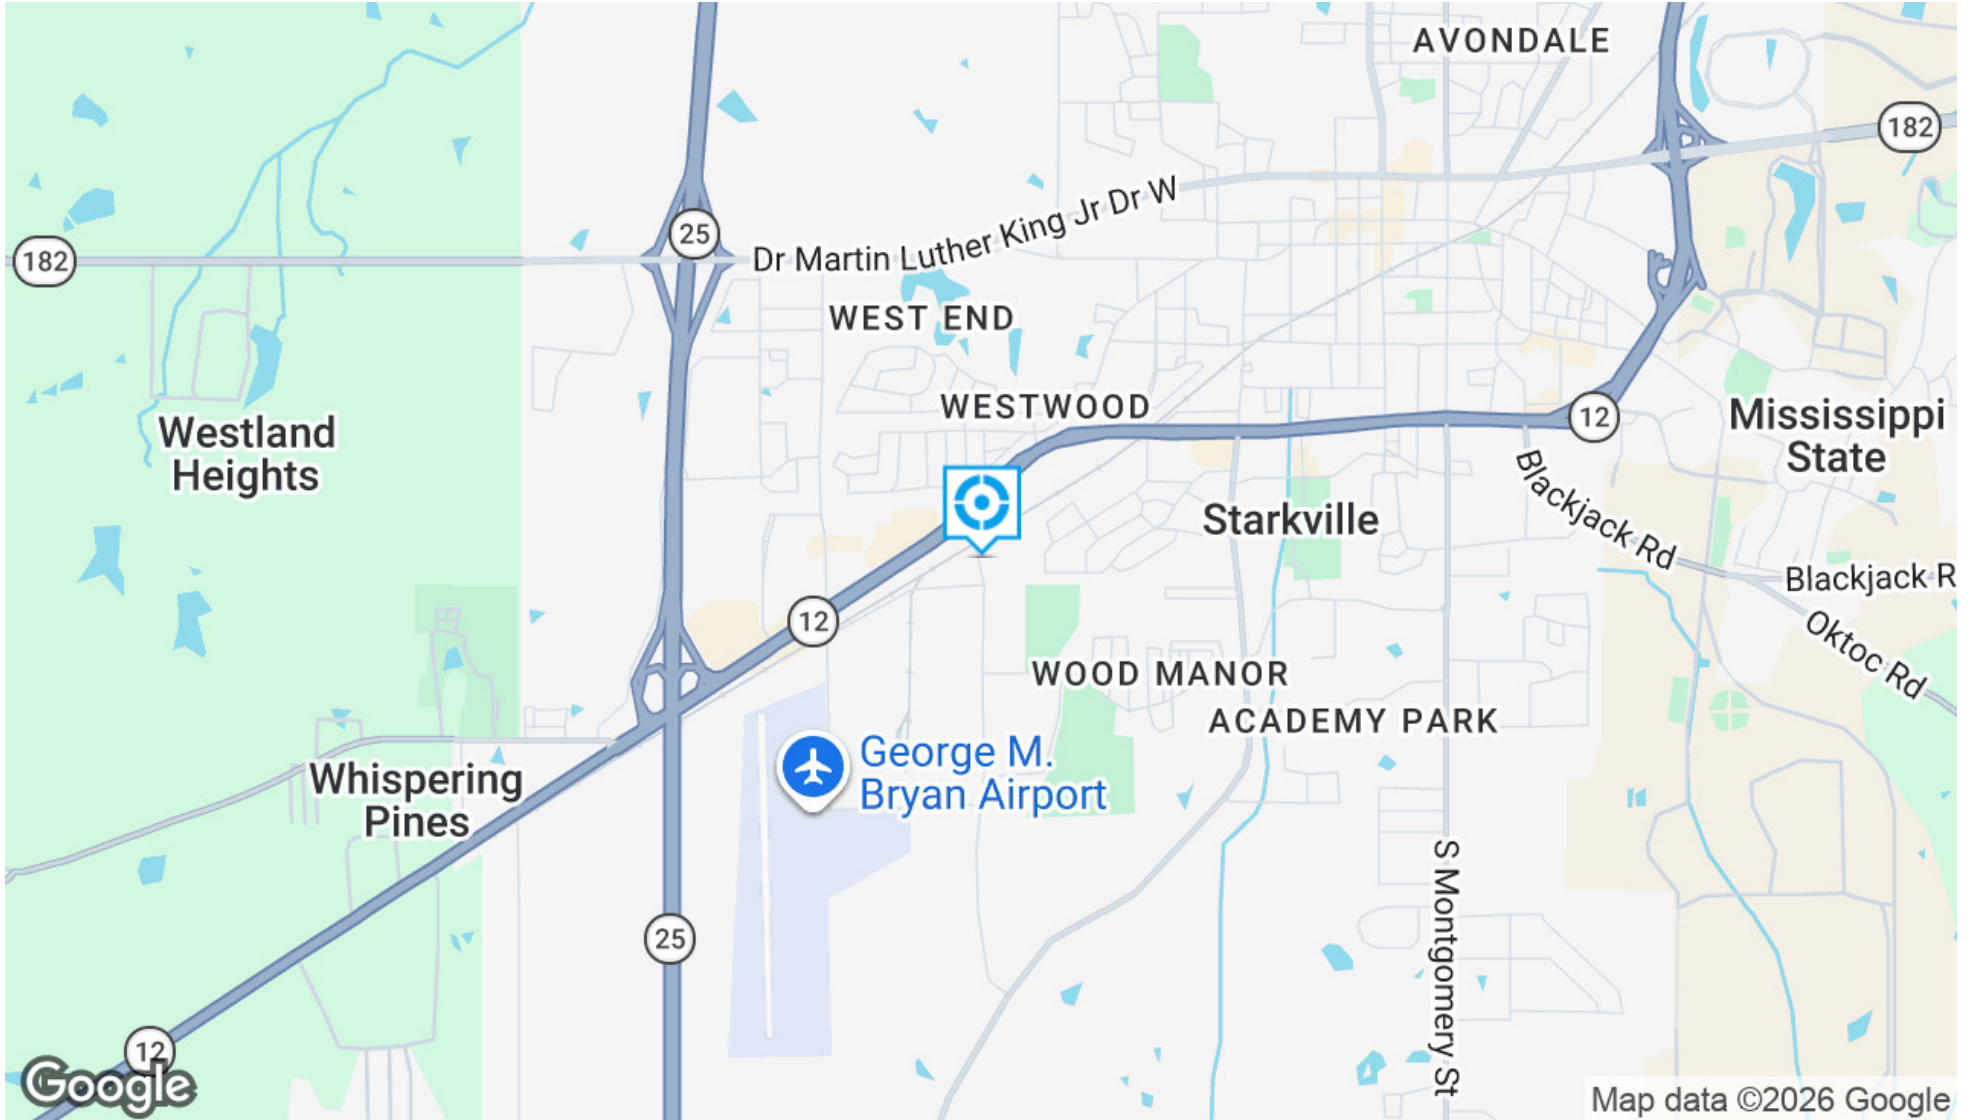 AVONDALE
182
25
182
Dr Martin Luther King Jr Dr W
WEST END
WESTWOOD
12
Westland
Heights
Mississippi
State
Starkville
Blackjack Rd
Blackjack R
12
Oktoc Rd
WOOD MANOR
ACADEMY PARK
George M.
Bryan Airport
Whispering
Pines
S Montgomery St
25
12
Google
Map data ©2026 Google